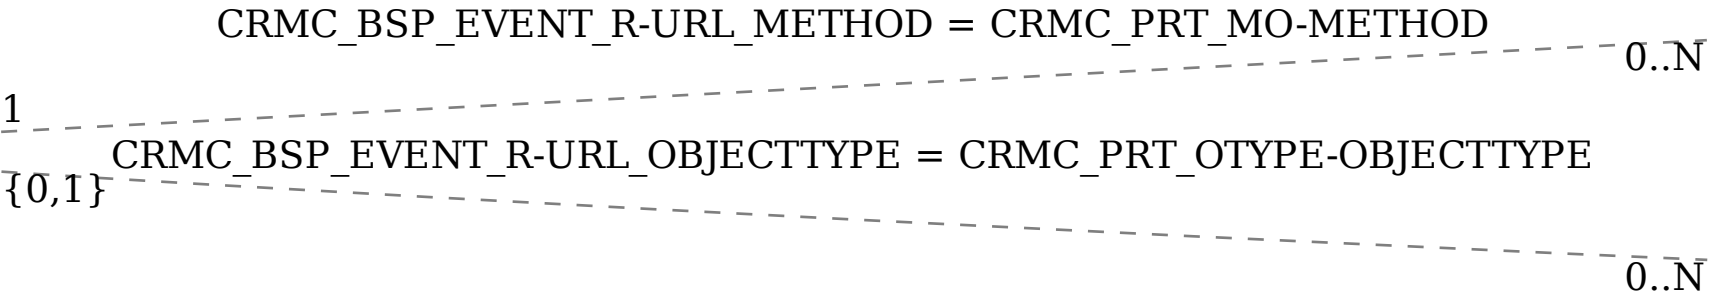 CRMC_BSP_EVENT_R-URL_METHOD = CRMC_PRT_MO-METHOD
0..N
1
CRMC_BSP_EVENT_R-URL_OBJECTTYPE = CRMC_PRT_OTYPE-OBJECTTYPE
{0,1}
0..N